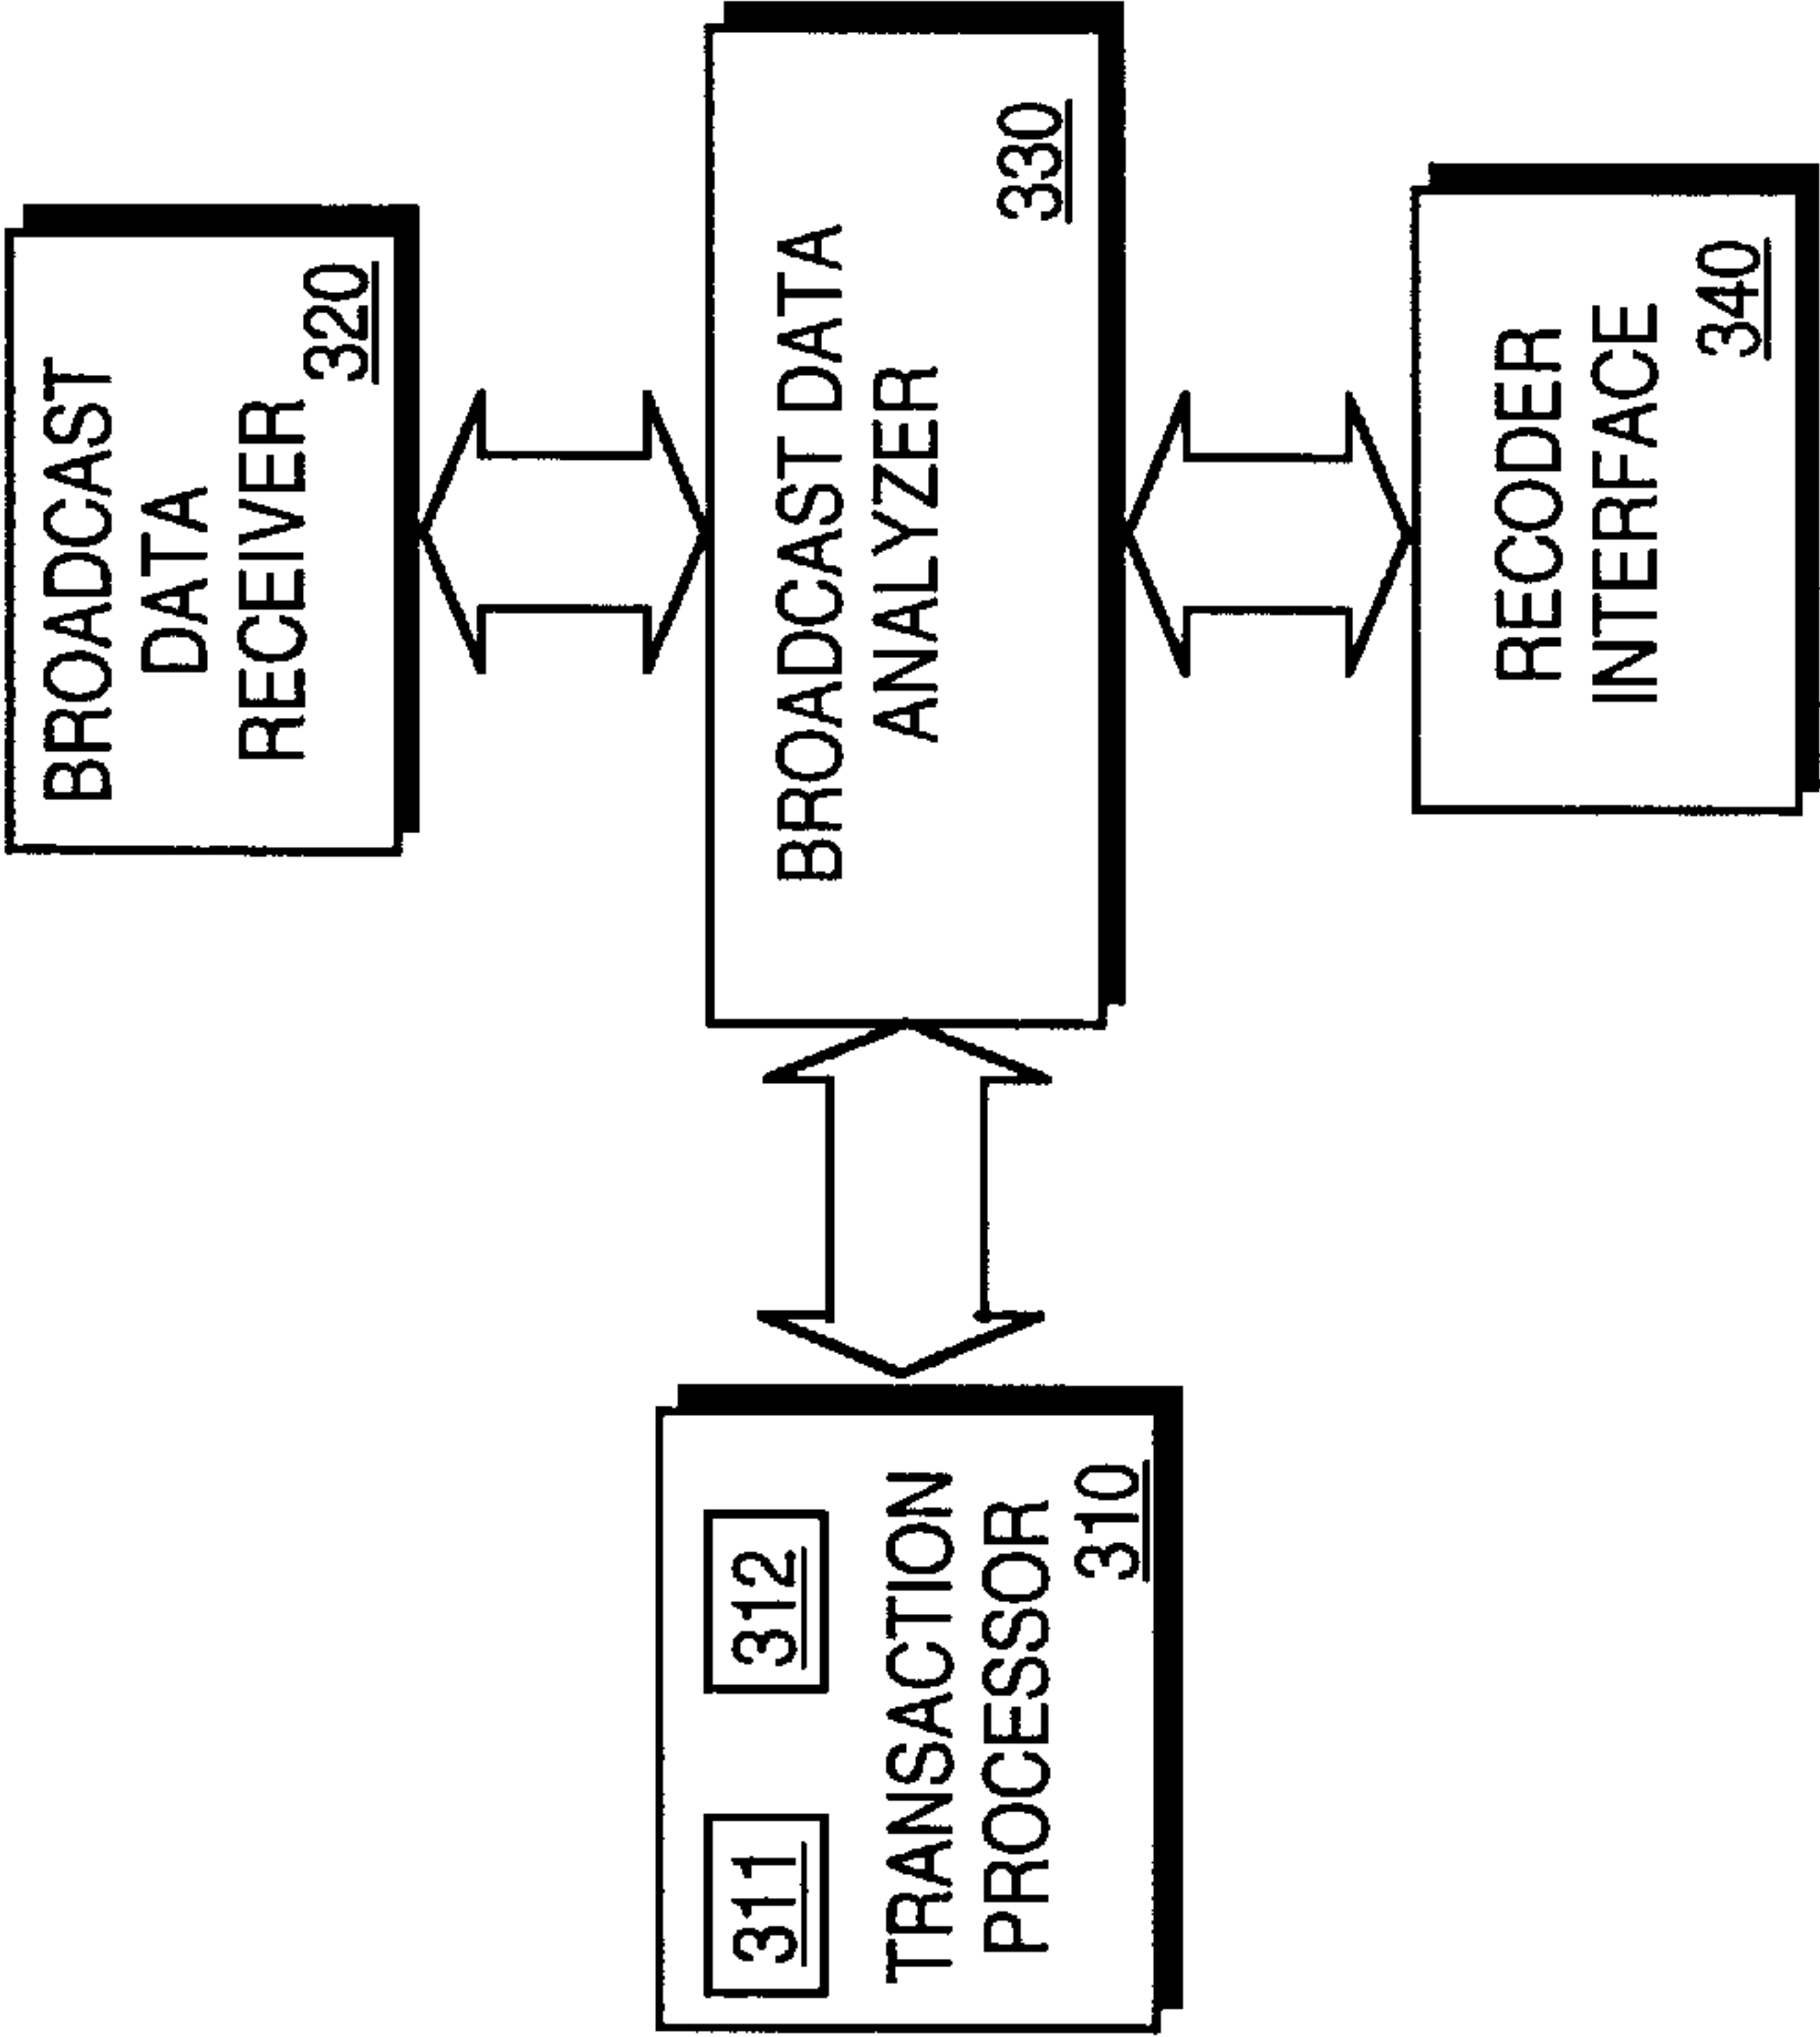 BROADCAST
DATA
RECEIVER
320
311
312
TRANSACTION
PROCESSOR
310
BROADCAST DATA
ANALYZER
330
RECODER
INTERFACE
340